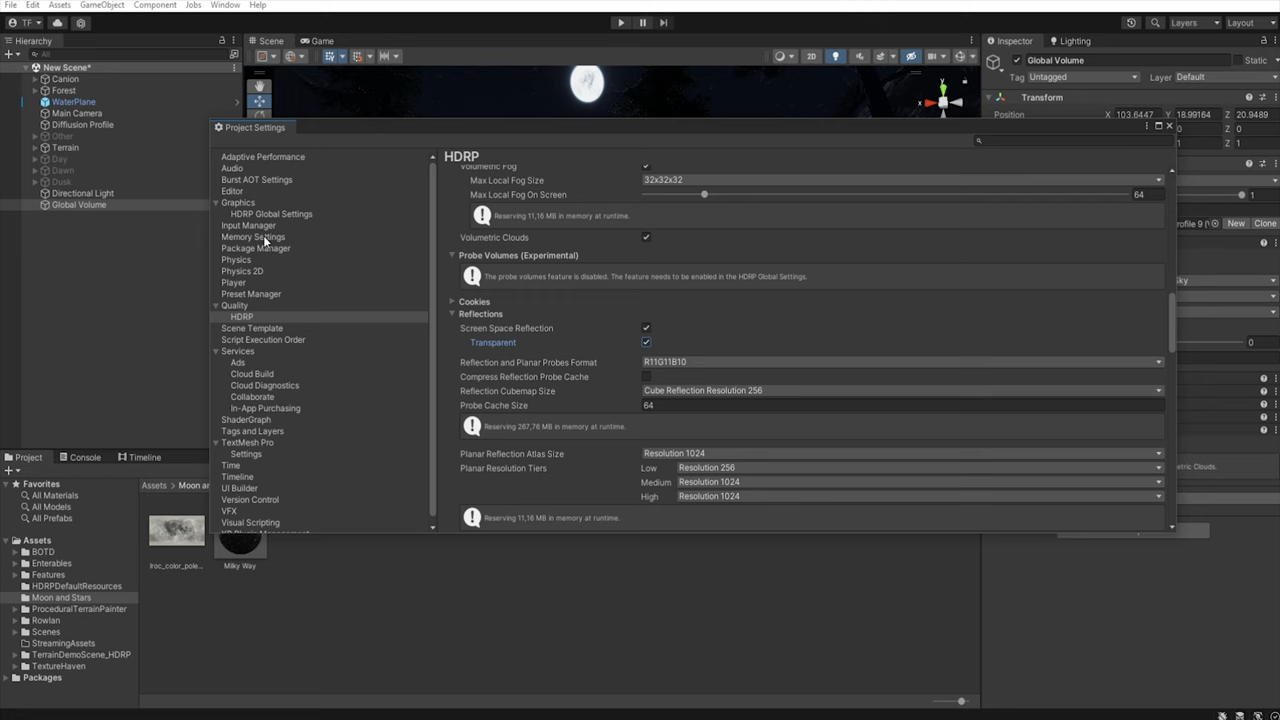 File Edit Assets GameObject Component Jobs Window Help
TF Layers Layout
Hierarchy Scene Game Inspector Lighting
All 2D Global Volume Static
New Scene* Tag Untagged Layer Default
Canion Transform
Forest Position X 103.6447 Y 18.99164 Z 20.9489
WaterPlane
Main Camera
Diffusion Profile
Other
Terrain
Day
Dawn
Dusk
Directional Light
Global Volume
Y 0 Z 0
Y 1 Z 1
1
New Clone
0
Project Settings
Adaptive Performance
Audio
Burst AOT Settings
Editor
Graphics
HDRP Global Settings
Input Manager
Memory Settings
Package Manager
Physics
Physics 2D
Player
Preset Manager
Quality
HDRP
Scene Template
Script Execution Order
Services
Ads
Cloud Build
Cloud Diagnostics
Collaborate
In-App Purchasing
ShaderGraph
Tags and Layers
TextMesh Pro
Settings
Time
Timeline
UI Builder
Version Control
VFX
Visual Scripting
HDRP
Volumetric Fog
Max Local Fog Size 32x32x32
Max Local Fog On Screen 64
Reserving 11,16 MB in memory at runtime.
Volumetric Clouds
Probe Volumes (Experimental)
The probe volumes feature is disabled. The feature needs to be enabled in the HDRP Global Settings.
Cookies
Reflections
Screen Space Reflection
Transparent
Reflection and Planar Probes Format R11G11B10
Compress Reflection Probe Cache
Reflection Cubemap Size Cube Reflection Resolution 256
Probe Cache Size 64
Reserving 267,76 MB in memory at runtime.
Planar Reflection Atlas Size Resolution 1024
Planar Resolution Tiers Low Resolution 256
Medium Resolution 1024
High Resolution 1024
Reserving 11,16 MB in memory at runtime.
Project Console Timeline
Favorites
All Materials
All Models
All Prefabs
Assets
BOTD
Enterables
Features
HDRPDefaultResources
Moon and Stars
ProceduralTerrainPainter
Rowlan
Scenes
StreamingAssets
TerrainDemoScene_HDRP
TextureHaven
Packages
Assets
lroc_color_pole... Milky Way